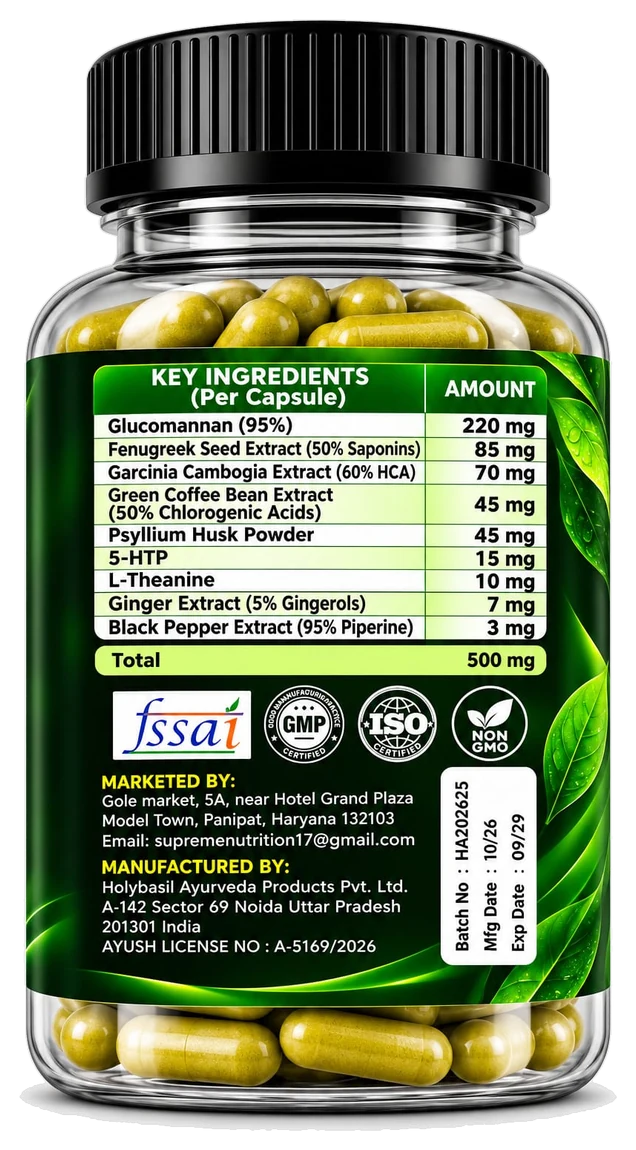 KEY INGREDIENTS
(Per Capsule)
AMOUNT
Glucomannan (95%) 220 mg
Fenugreek Seed Extract (50% Saponins) 85 mg
Garcinia Cambogia Extract (60% HCA) 70 mg
Green Coffee Bean Extract
(50% Chlorogenic Acids) 45 mg
Psyllium Husk Powder 45 mg
5-HTP 15 mg
L-Theanine 10 mg
Ginger Extract (5% Gingerols) 7 mg
Black Pepper Extract (95% Piperine) 3 mg
Total 500 mg
fssai
GMP
CERTIFIED
ISO
CERTIFIED
NON
GMO
MARKETED BY:
Gole market, 5A, near Hotel Grand Plaza
Model Town, Panipat, Haryana 132103
Email: supremenutrition17@gmail.com
MANUFACTURED BY:
Holybasil Ayurveda Products Pvt. Ltd.
A-142 Sector 69 Noida Uttar Pradesh
201301 India
AYUSH LICENSE NO : A-5169/2026
Batch No : HA202625
Mfg Date : 10/26
Exp Date : 09/29